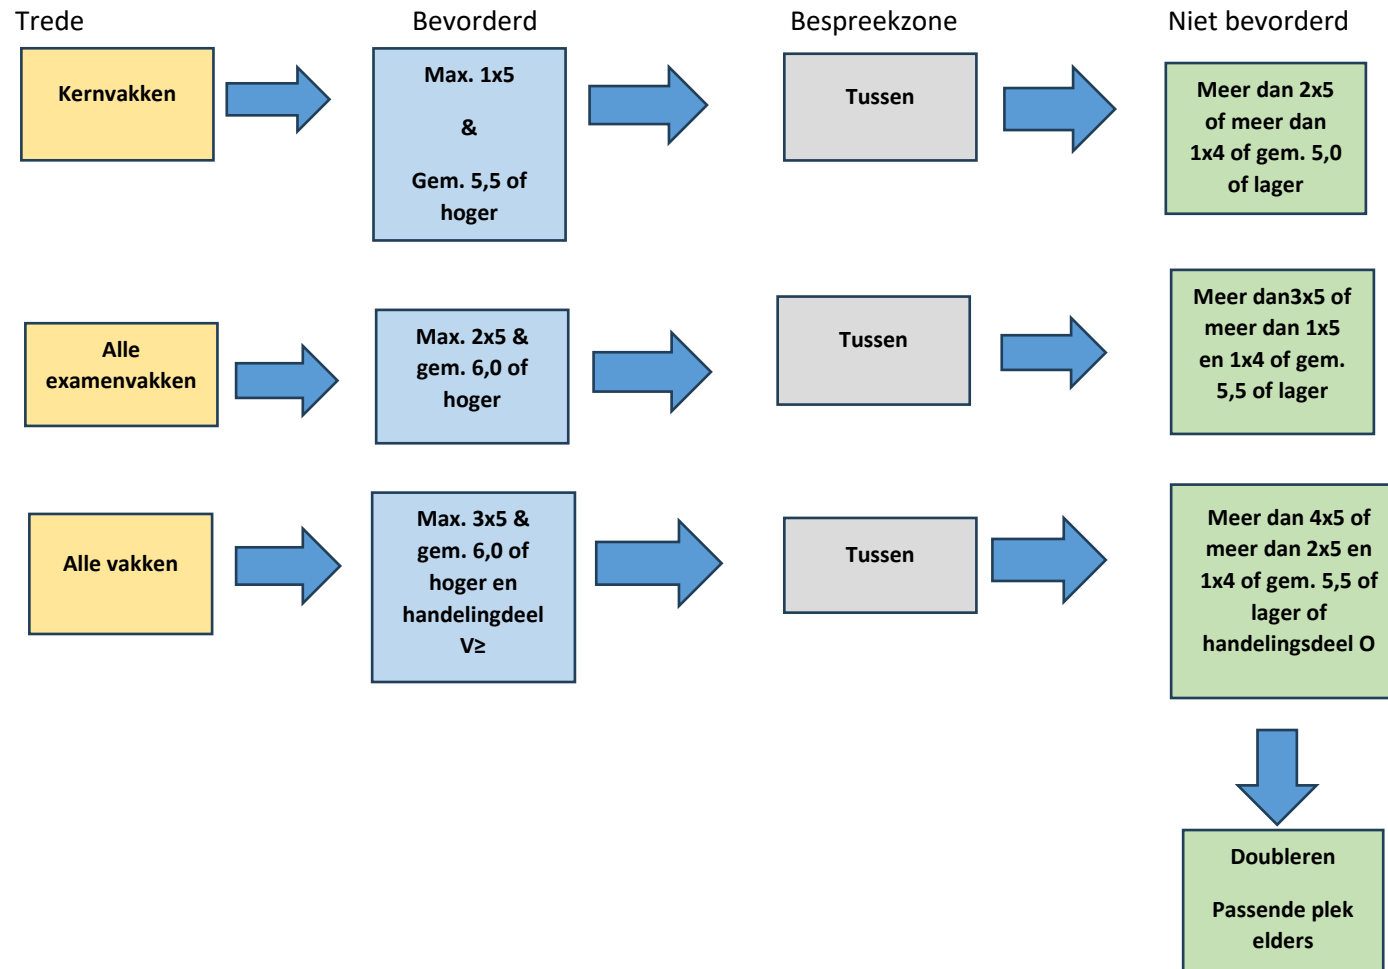 Trede
Bevorderd
Bespreekzone
Niet bevorderd
Kernvakken
Max. 1x5
&
Gem. 5,5 of
hoger
Tussen
Meer dan 2x5
of meer dan
1x4 of gem. 5,0
of lager
Alle
examenvakken
Max. 2x5 &
gem. 6,0 of
hoger
Tussen
Meer dan3x5 of
meer dan 1x5
en 1x4 of gem.
5,5 of lager
Alle vakken
Max. 3x5 &
gem. 6,0 of
hoger en
handelingdeel
V≥
Tussen
Meer dan 4x5 of
meer dan 2x5 en
1x4 of gem. 5,5 of
lager of
handelingsdeel O
Doubleren
Passende plek
elders